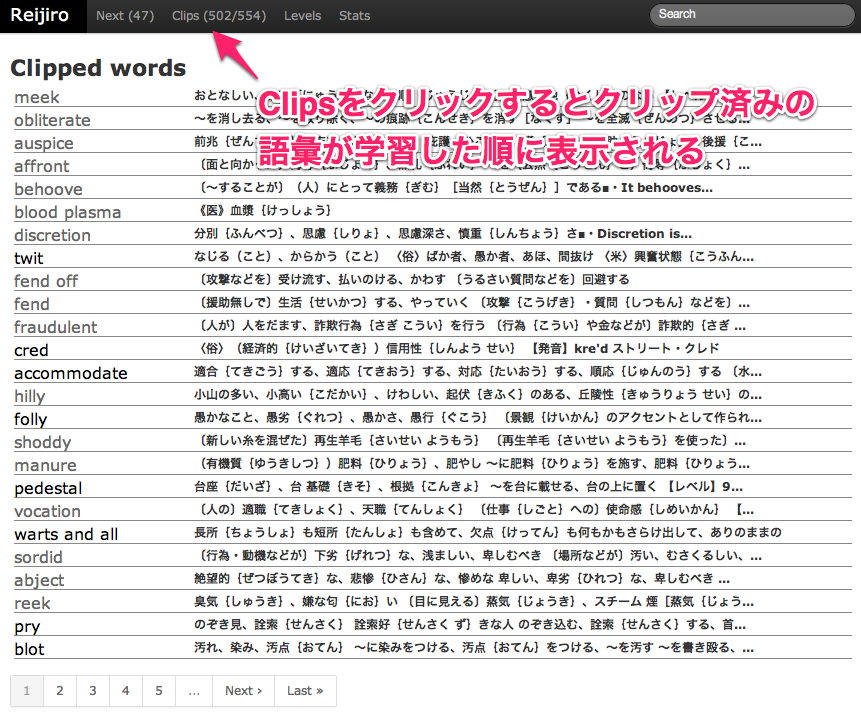 Reijiro Next (47) Clips (502/554) Levels Stats Search
Clipped words
Clipsをクリックするとクリップ済みの
語彙が学習した順に表示される
meek おとなしい、
obliterate ～を消し去る、
auspice 前兆
affront 〔面と向か
behoove 〔～することが〕（人）にとって義務｛ぎむ｝［当然｛とうぜん｝］である■・It behooves...
blood plasma 《医》血漿｛けっしょう｝
discretion 分別｛ふんべつ｝、思慮｛しりょ｝、思慮深さ、慎重｛しんちょう｝さ■・Discretion is...
twit なじる（こと）、からかう（こと） 〈俗〉ばか者、愚か者、あほ、間抜け 〈米〉興奮状態｛こうふん...
fend off 〔攻撃などを〕受け流す、払いのける、かわす 〔うるさい質問などを〕回避する
fend 〔援助無しで〕生活｛せいかつ｝する、やっていく 〔攻撃｛こうげき｝・質問｛しつもん｝などを〕...
fraudulent 〔人が〕人をだます、詐欺行為｛さぎ こうい｝を行う 〔行為｛こうい｝や金などが〕詐欺的｛さぎ ...
cred 〈俗〉（経済的｛けいざいてき｝）信用性｛しんよう せい｝ 【発音】kre'd ストリート・クレド
accommodate 適合｛てきごう｝する、適応｛てきおう｝する、対応｛たいおう｝する、順応｛じゅんのう｝する 〔水...
hilly 小山の多い、小高い｛こだかい｝、けわしい、起伏｛きふく｝のある、丘陵性｛きゅうりょう せい｝の...
folly 愚かなこと、愚劣｛ぐれつ｝、愚かさ、愚行｛ぐこう｝ 〔景観｛けいかん｝のアクセントとして作られ...
shoddy 〔新しい糸を混ぜた〕再生羊毛｛さいせい ようもう｝ 〔再生羊毛｛さいせい ようもう｝を使った〕...
manure （有機質｛ゆうきしつ｝）肥料｛ひりょう｝、肥やし ～に肥料｛ひりょう｝を施す、肥料｛ひりょう...
pedestal 台座｛だいざ｝、台 基礎｛きそ｝、根拠｛こんきょ｝ ～を台に載せる、台の上に置く 【レベル】9...
vocation 〔人の〕適職｛てきしょく｝、天職｛てんしょく｝ 〔仕事｛しごと｝への〕使命感｛しめいかん｝ 【...
warts and all 長所｛ちょうしょ｝も短所｛たんしょ｝も含めて、欠点｛けってん｝も何もかもさらけ出して、ありのままの
sordid 〔行為・動機などが〕下劣｛げれつ｝な、浅ましい、卑しむべき 〔場所などが〕汚い、むさくるしい、...
abject 絶望的｛ぜつぼうてき｝な、悲惨｛ひさん｝な、惨めな 卑しい、卑劣｛ひれつ｝な、卑しむべき ...
reek 臭気｛しゅうき｝、嫌な匂｛にお｝い 〔目に見える〕蒸気｛じょうき｝、スチーム 煙［蒸気｛じょう...
pry のぞき見、詮索｛せんさく｝ 詮索好｛せんさく ず｝きな人 のぞき込む、詮索｛せんさく｝する、首...
blot 汚れ、染み、汚点｛おてん｝ ～に染みをつける、汚点｛おてん｝をつける、～を汚す ～を書き殴る、...
1 2 3 4 5 ... Next › Last »